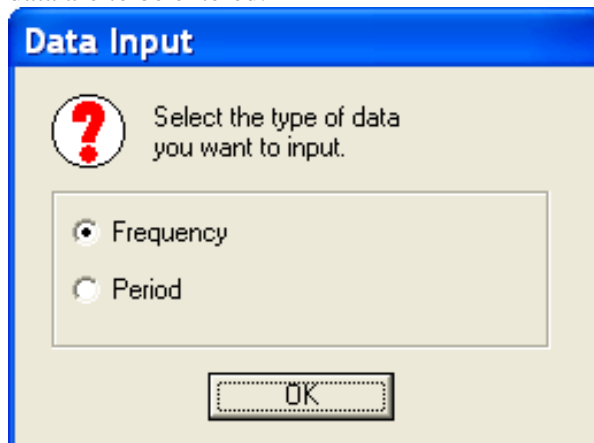 Data Input
Select the type of data
you want to input.
Frequency
Period
OK